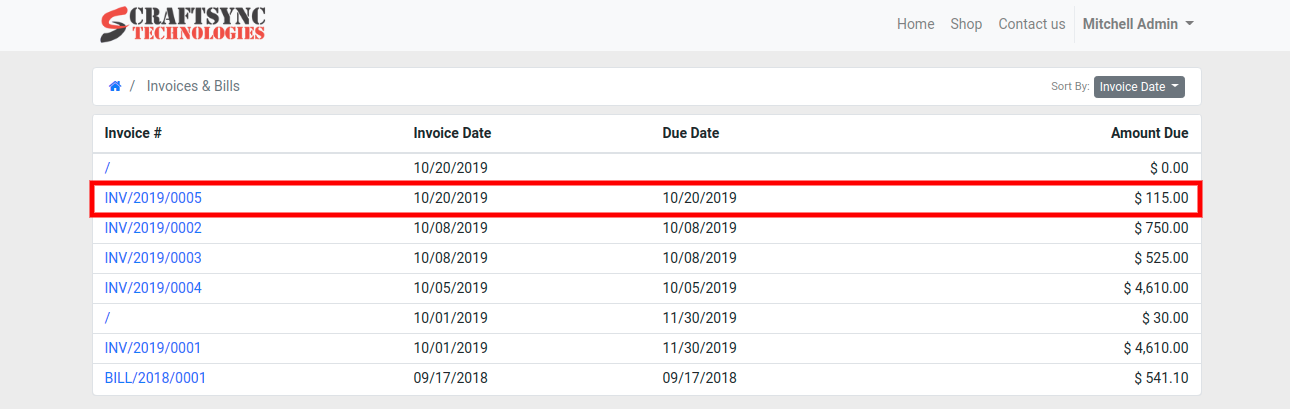 CRAFTSYNC
TECHNOLOGIES
Home Shop Contact us Mitchell Admin
/ Invoices & Bills Sort By: Invoice Date
Invoice # Invoice Date Due Date Amount Due
/ 10/20/2019 $ 0.00
INV/2019/0005 10/20/2019 10/20/2019 $ 115.00
INV/2019/0002 10/08/2019 10/08/2019 $ 750.00
INV/2019/0003 10/08/2019 10/08/2019 $ 525.00
INV/2019/0004 10/05/2019 10/05/2019 $ 4,610.00
/ 10/01/2019 11/30/2019 $ 30.00
INV/2019/0001 10/01/2019 11/30/2019 $ 4,610.00
BILL/2018/0001 09/17/2018 09/17/2018 $ 541.10